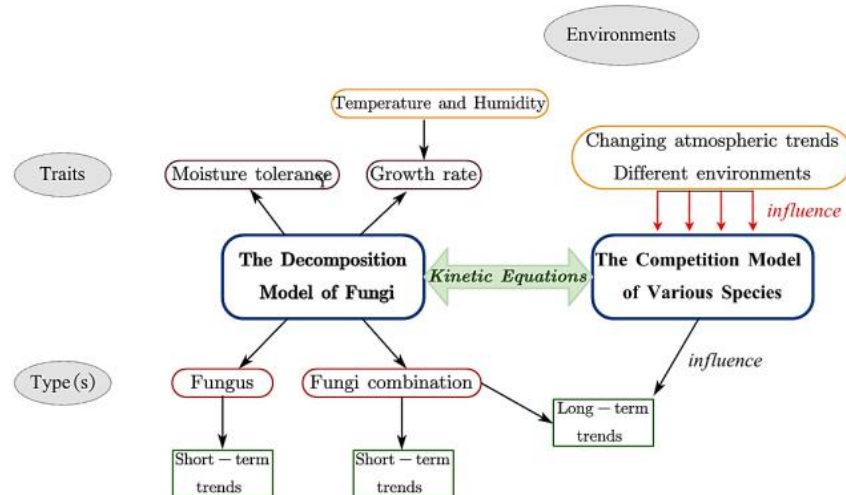 Environments
Temperature and Humidity
Changing atmospheric trends
Different environments
Traits
Moisture tolerance
Growth rate
influence
The Decomposition
Model of Fungi
Kinetic Equations
The Competition Model
of Various Species
influence
Type(s)
Fungus
Fungi combination
Long-term
trends
Short-term
trends
Short-term
trends